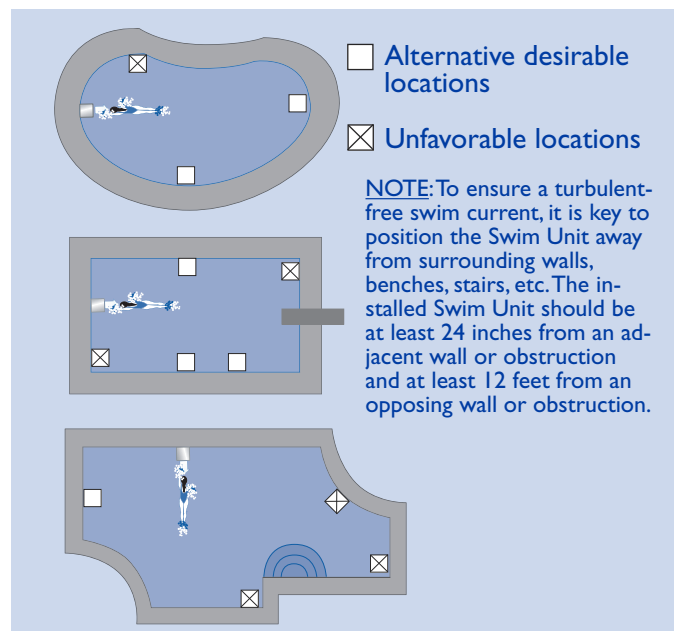 Alternative desirable
locations
Unfavorable locations
NOTE: To ensure a turbulent-
free swim current, it is key to
position the Swim Unit away
from surrounding walls,
benches, stairs, etc. The in-
stalled Swim Unit should be
at least 24 inches from an ad-
jacent wall or obstruction
and at least 12 feet from an
opposing wall or obstruction.